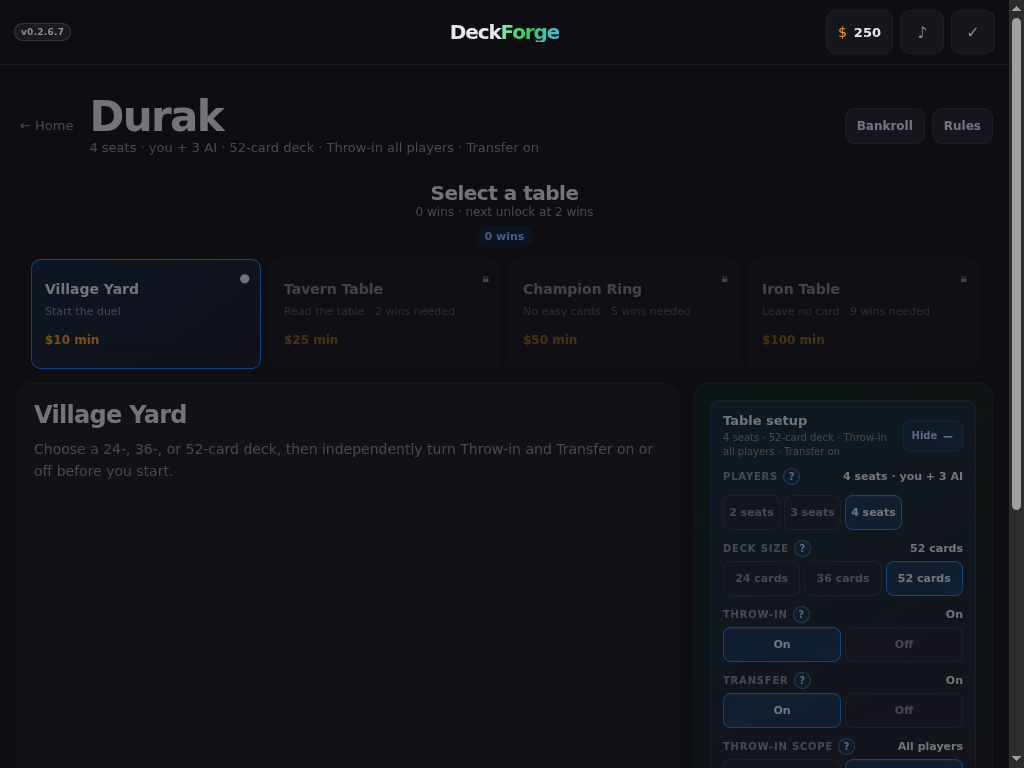 v0.2.6.7
DeckForge
$ 250
♪
✓
← Home
Durak
4 seats · you + 3 AI · 52-card deck · Throw-in all players · Transfer on
Bankroll
Rules
Select a table
0 wins · next unlock at 2 wins
0 wins
Village Yard
Start the duel
$10 min
Tavern Table
Read the table · 2 wins needed
$25 min
Champion Ring
No easy cards · 5 wins needed
$50 min
Iron Table
Leave no card · 9 wins needed
$100 min
Village Yard
Choose a 24-, 36-, or 52-card deck, then independently turn Throw-in and Transfer on or
off before you start.
Table setup
4 seats · 52-card deck · Throw-in
all players · Transfer on
Hide —
PLAYERS ? 4 seats · you + 3 AI
2 seats 3 seats 4 seats
DECK SIZE ? 52 cards
24 cards 36 cards 52 cards
THROW-IN ? On
On Off
TRANSFER ? On
On Off
THROW-IN SCOPE ? All players